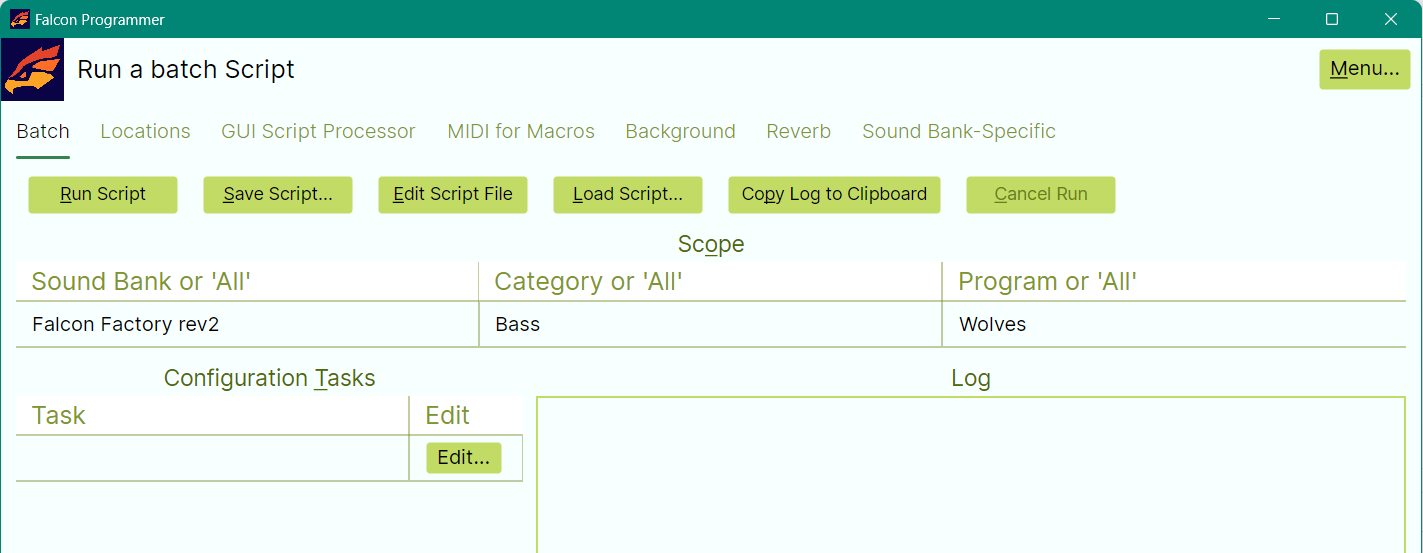 Falcon Programmer
Run a batch Script
Menu...
Batch Locations GUI Script Processor MIDI for Macros Background Reverb Sound Bank-Specific
Run Script Save Script... Edit Script File Load Script... Copy Log to Clipboard Cancel Run
Scope
Sound Bank or 'All' Category or 'All' Program or 'All'
Falcon Factory rev2 Bass Wolves
Configuration Tasks Log
Task Edit
Edit...